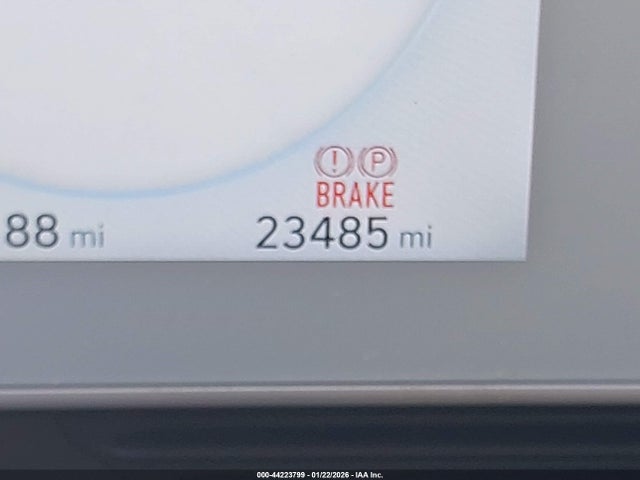 ! P
BRAKE
88 mi 23485 mi
000-44223799 - 01/22/2026 - IAA Inc.